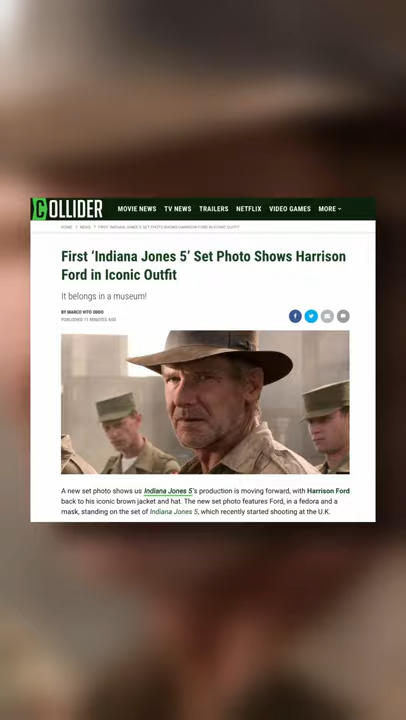 COLLIDER
MOVIE NEWS TV NEWS TRAILERS NETFLIX VIDEO GAMES MORE
HOME > NEWS > FIRST 'INDIANA JONES 5' SET PHOTO SHOWS HARRISON FORD IN ICONIC OUTFIT
First ‘Indiana Jones 5’ Set Photo Shows Harrison
Ford in Iconic Outfit
It belongs in a museum!
BY MARCO VITO ODDO
PUBLISHED 11 MINUTES AGO
A new set photo shows us Indiana Jones 5's production is moving forward, with Harrison Ford
back to his iconic brown jacket and hat. The new set photo features Ford, in a fedora and a
mask, standing on the set of Indiana Jones 5, which recently started shooting at the U.K.